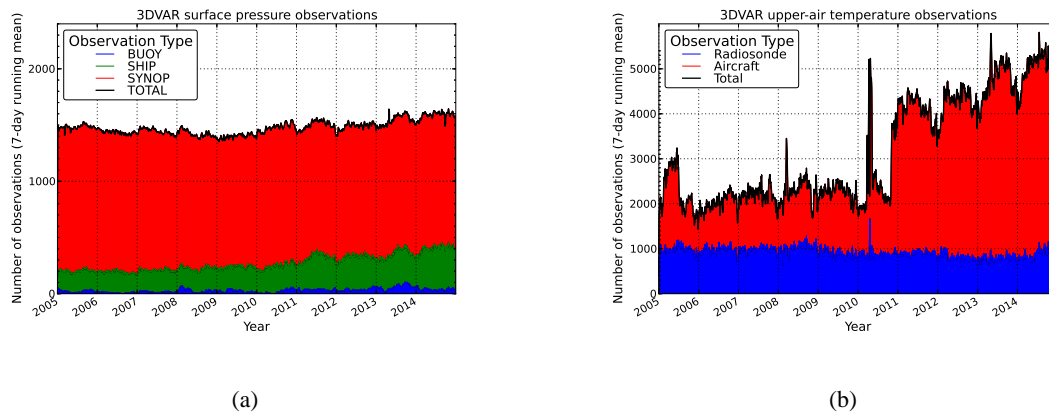 3DVAR surface pressure observations
Number of observations (7-day running mean)
2000
1000
0
Observation Type
BUOY
SHIP
SYNOP
TOTAL
2005
2006
2007
2008
2009
2010
2011
2012
2013
2014
Year
(a)
3DVAR upper-air temperature observations
Number of observations (7-day running mean)
5000
4000
3000
2000
1000
0
Observation Type
Radiosonde
Aircraft
Total
2005
2006
2007
2008
2009
2010
2011
2012
2013
2014
Year
(b)